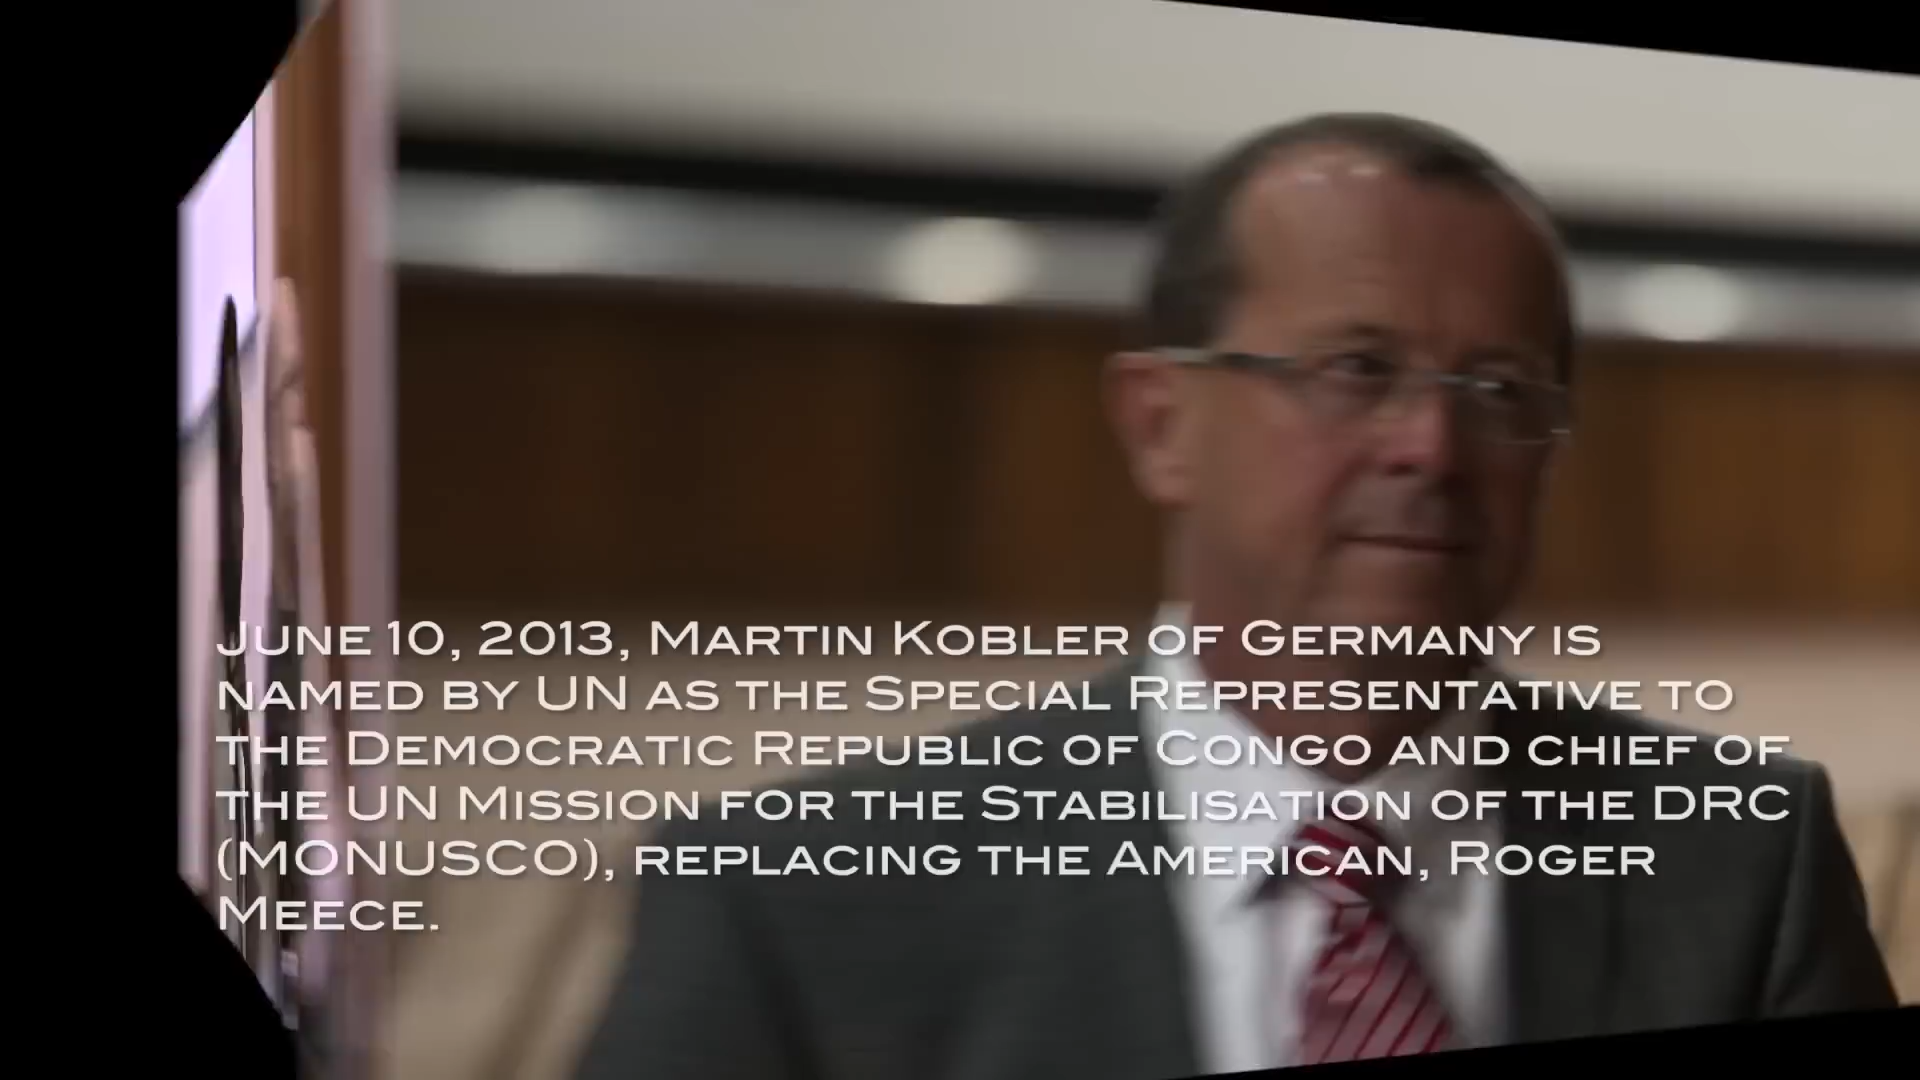 June 10, 2013, Martin Kobler of Germany is
named by UN as the Special Representative to
the Democratic Republic of Congo and chief of
the UN Mission for the Stabilisation of the DRC
(MONUSCO), replacing the American, Roger
Meece.